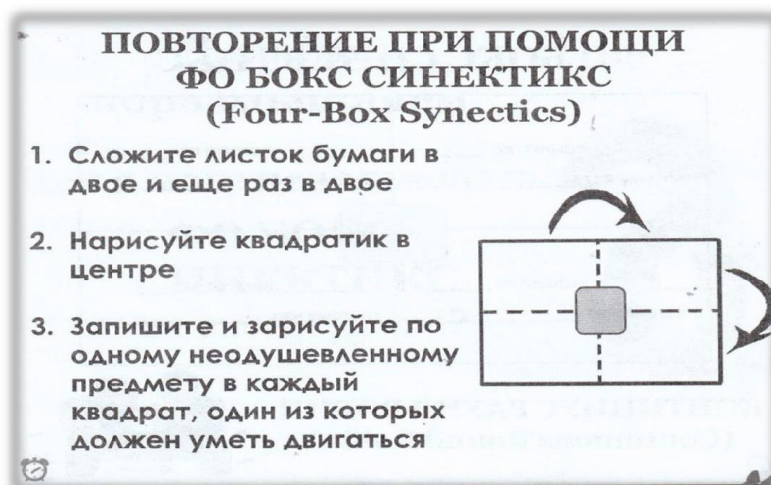 ПОВТОРЕНИЕ ПРИ ПОМОЩИ
ФО БОКС СИНЕКТИКС
(Four-Box Synectics)
1. Сложите листок бумаги в
двое и еще раз в двое
2. Нарисуйте квадратик в
центре
3. Запишите и зарисуйте по
одному неодушевленному
предмету в каждый
квадрат, один из которых
должен уметь двигаться